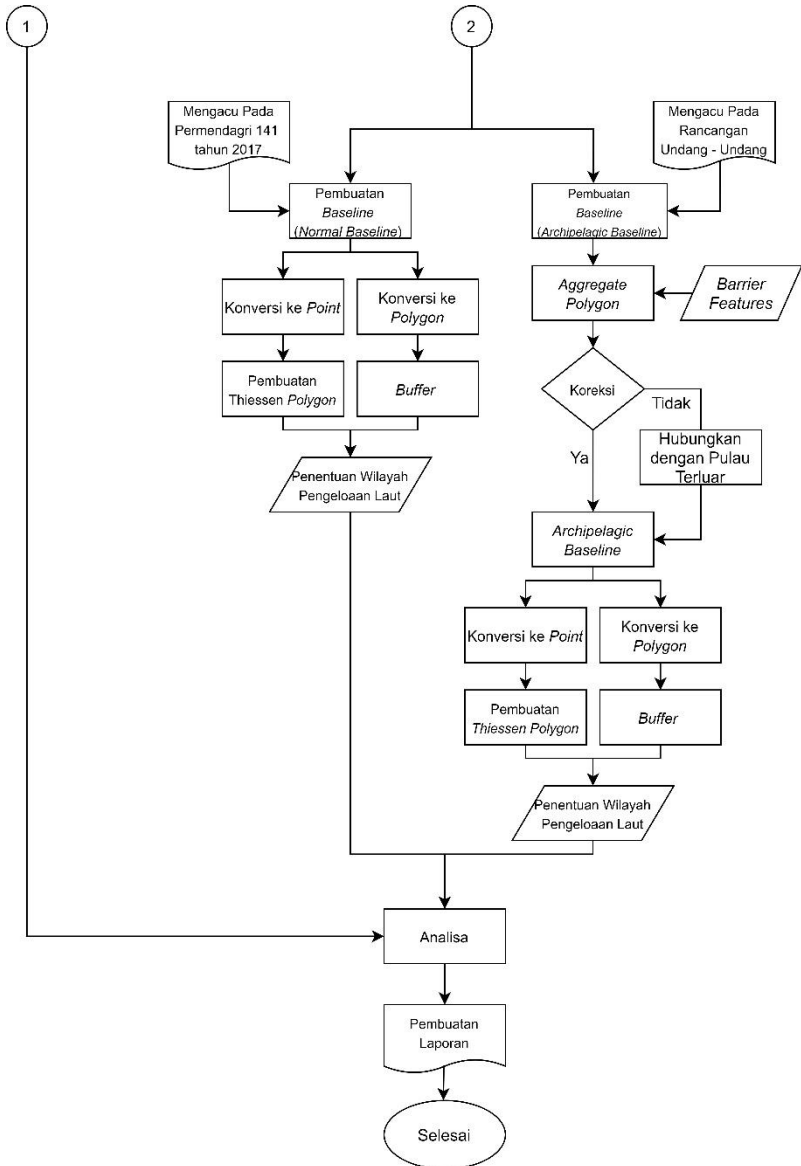 1
2
Mengacu Pada
Permendagri 141
tahun 2017
Mengacu Pada
Rancangan
Undang - Undang
Pembuatan
Baseline
(Normal Baseline)
Pembuatan
Baseline
(Archipelagic Baseline)
Konversi ke Point
Konversi ke
Polygon
Aggregate
Polygon
Barrier
Features
Pembuatan
Thiessen Polygon
Buffer
Koreksi
Tidak
Ya
Hubungkan
dengan Pulau
Terluar
Penentuan Wilayah
Pengeloaan Laut
Archipelagic
Baseline
Konversi ke Point
Konversi ke
Polygon
Pembuatan
Thiessen Polygon
Buffer
Penentuan Wilayah
Pengeloaan Laut
Analisa
Pembuatan
Laporan
Selesai